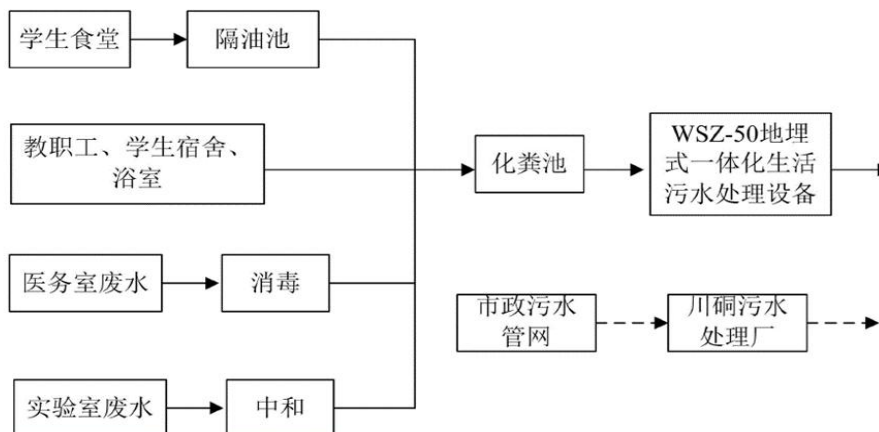 学生食堂
隔油池
教职工、学生宿舍、
浴室
化粪池
WSZ-50地埋
式一体化生活
污水处理设备
医务室废水
消毒
市政污水
管网
川硐污水
处理厂
实验室废水
中和